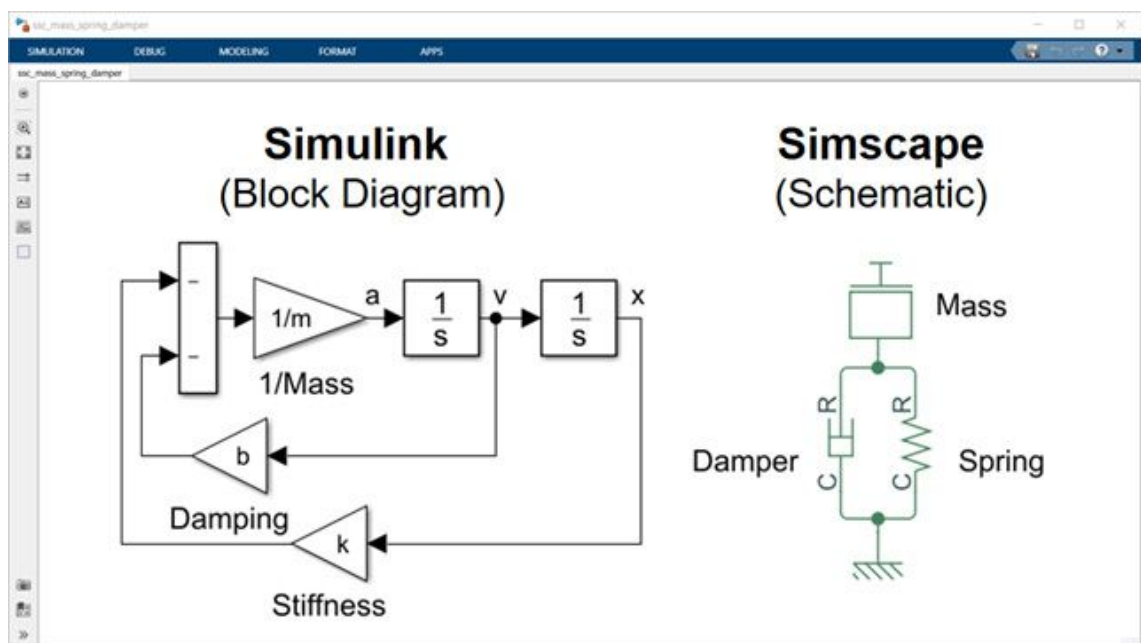 ssc_mass_spring_damper
SIMULATION DEBUG MODELING FORMAT APPS
ssc_mass_spring_damper
Simulink
(Block Diagram)
−
−
1/m
1/Mass
a
1
s
v
1
s
x
b
Damping
k
Stiffness
Simscape
(Schematic)
Mass
R
R
Damper
Spring
C
C